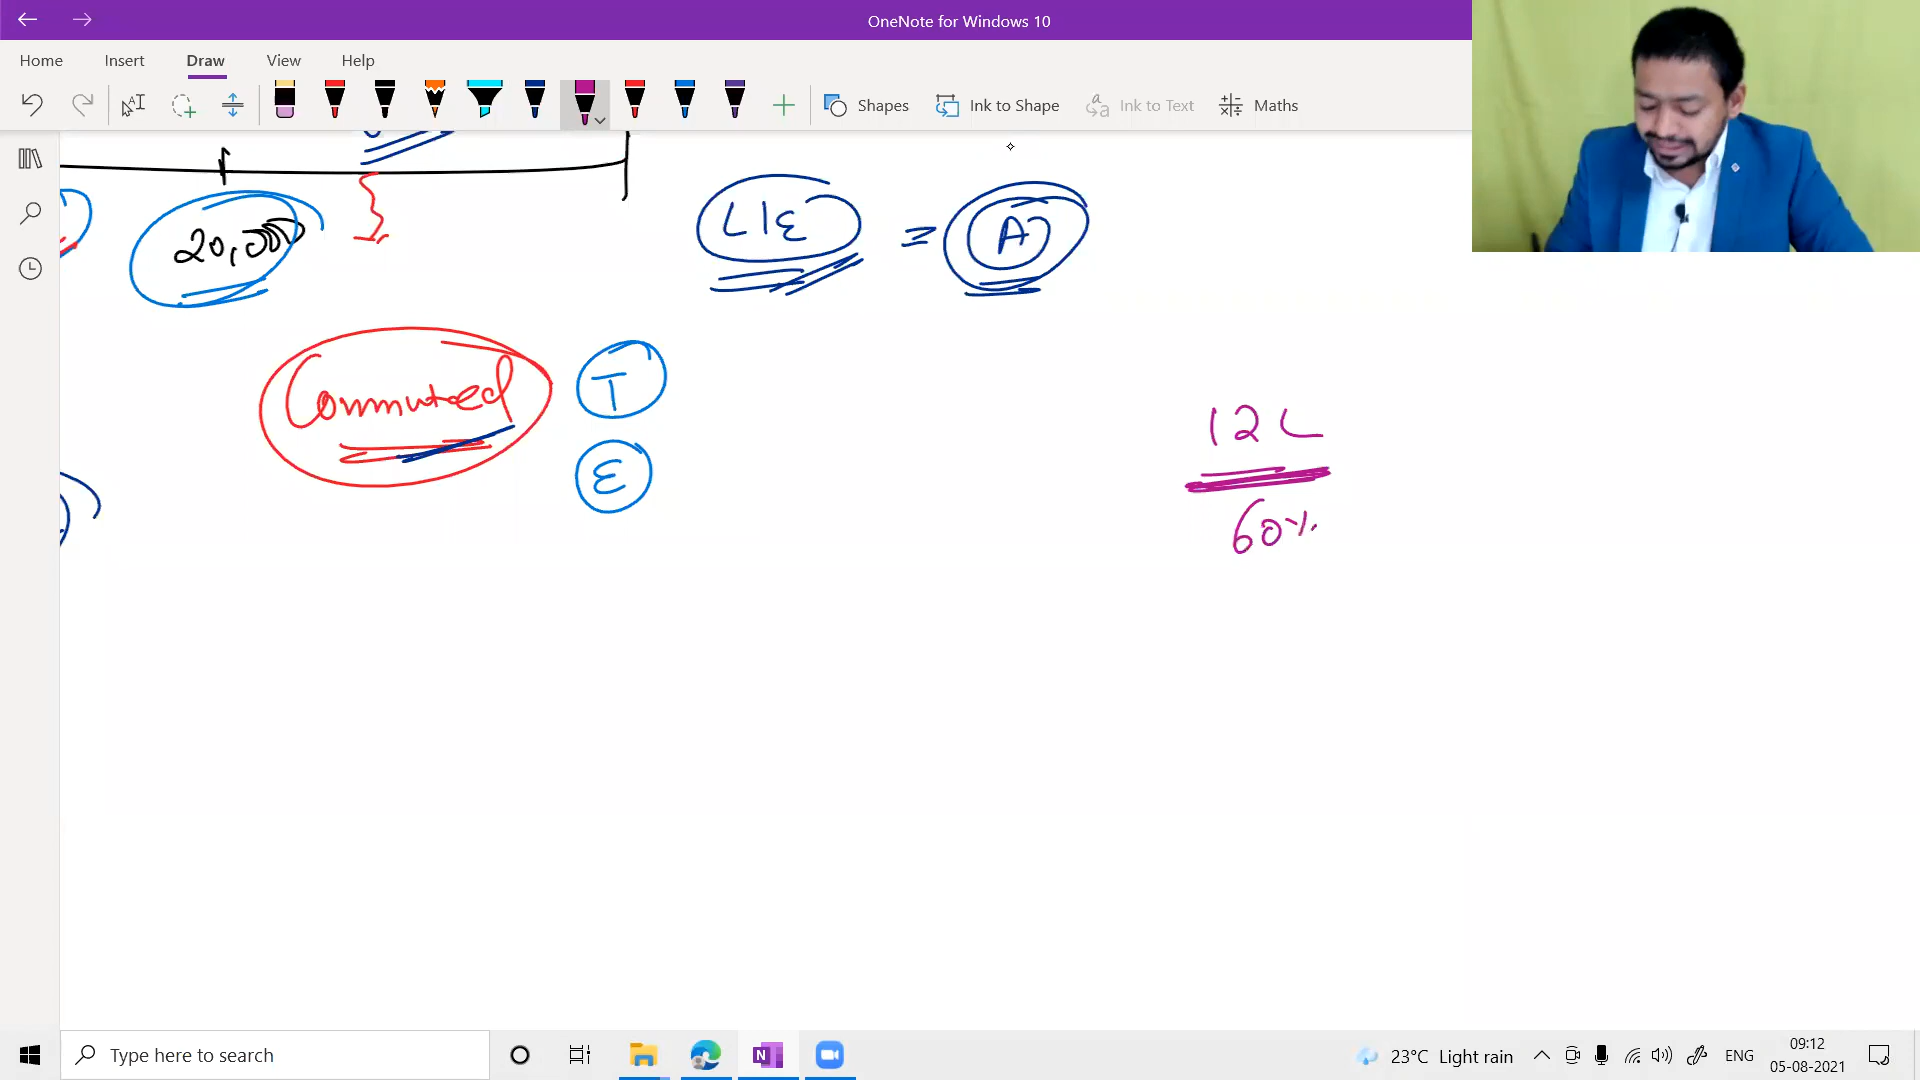 OneNote for Windows 10
Home Insert Draw View Help
Shapes Ink to Shape Ink to Text Maths
20,000
L1E = A
Commuted T
E
12 L
60%
Type here to search
23°C Light rain ENG 09:12
05-08-2021